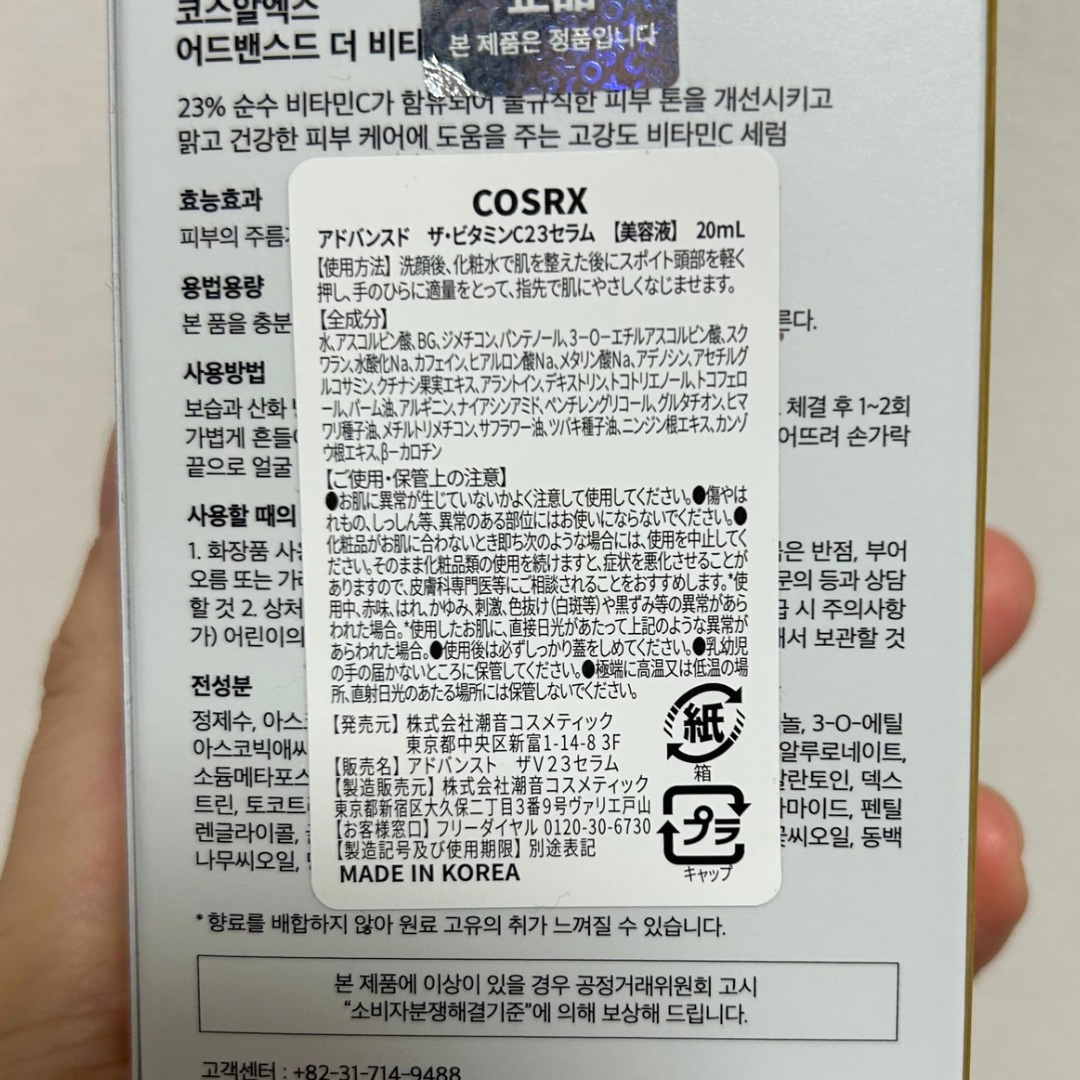 코스알엑스
어드밴스드 더 비타
정품
본 제품은 정품입니다
23% 순수 비타민C가 함유되어 불규칙한 피부 톤을 개선시키고
맑고 건강한 피부 케어에 도움을 주는 고강도 비타민C 세럼
효능효과
피부의 주름
용법용량
본 품을 충분
른다.
사용방법
보습과 산화
체결 후 1~2회
가볍게 흔들
어뜨려 손가락
끝으로 얼굴
사용할 때의
1. 화장품 사용
은 반점, 부어
오름 또는 가려
문의 등과 상담
할 것 2. 상처
급 시 주의사항
가) 어린이의
해서 보관할 것
전성분
정제수, 아스
놀, 3-O-에틸
아스코빅애씨
알루로네이트,
소듐메타포스
알란토인, 덱스
트린, 토코트리
아마이드, 펜틸
렌글라이콜,
꽃씨오일, 동백
나무씨오일,
COSRX
アドバンスド ザ・ビタミンC23セラム 【美容液】 20mL
【使用方法】 洗顔後、化粧水で肌を整えた後にスポイト頭部を軽く
押し、手のひらに適量をとって、指先で肌にやさしくなじませます。
【全成分】
水、アスコルビン酸、BG、ジメチコン、パンテノール、3-O-エチルアスコルビン酸、スク
ワラン、水酸化Na、カフェイン、ヒアルロン酸Na、メタリン酸Na、アデノシン、アセチルグ
ルコサミン、クチナシ果実エキス、アラントイン、デキストリン、トコトリエノール、トコフェロ
ール、パーム油、アルギニン、ナイアシンアミド、ペンチレングリコール、グルタチオン、ヒマ
ワリ種子油、メチルトリメチコン、サフラワー油、ツバキ種子油、ニンジン根エキス、カンゾ
ウ根エキス、β-カロチン
【ご使用・保管上の注意】
●お肌に異常が生じていないかよく注意して使用してください。●傷やは
れもの、しっしん等、異常のある部位にはお使いにならないでください。●
化粧品がお肌に合わないとき即ち次のような場合には、使用を中止してく
ださい。そのまま化粧品類の使用を続けますと、症状を悪化させることが
ありますので、皮膚科専門医等にご相談されることをおすすめします。*使
用中、赤味、はれ、かゆみ、刺激、色抜け(白斑等)や黒ずみ等の異常があら
われた場合。*使用したお肌に、直接日光があたって上記のような異常が
あらわれた場合。●使用後は必ずしっかり蓋をしめてください。●乳幼児
の手の届かないところに保管してください。●極端に高温又は低温の場
所、直射日光のあたる場所には保管しないでください。
【発売元】 株式会社潮音コスメティック
東京都中央区新富1-14-8 3F
【販売名】 アドバンスト ザV23セラム
【製造販売元】 株式会社潮音コスメティック
東京都新宿区大久保二丁目3番9号ヴァリエ戸山
【お客様窓口】 フリーダイヤル 0120-30-6730
【製造記号及び使用期限】 別途表記
MADE IN KOREA
紙
箱
プラ
キャップ
*향료를 배합하지 않아 원료 고유의 취가 느껴질 수 있습니다.
본 제품에 이상이 있을 경우 공정거래위원회 고시
“소비자분쟁해결기준”에 의해 보상해 드립니다.
고객센터 : +82-31-714-9488